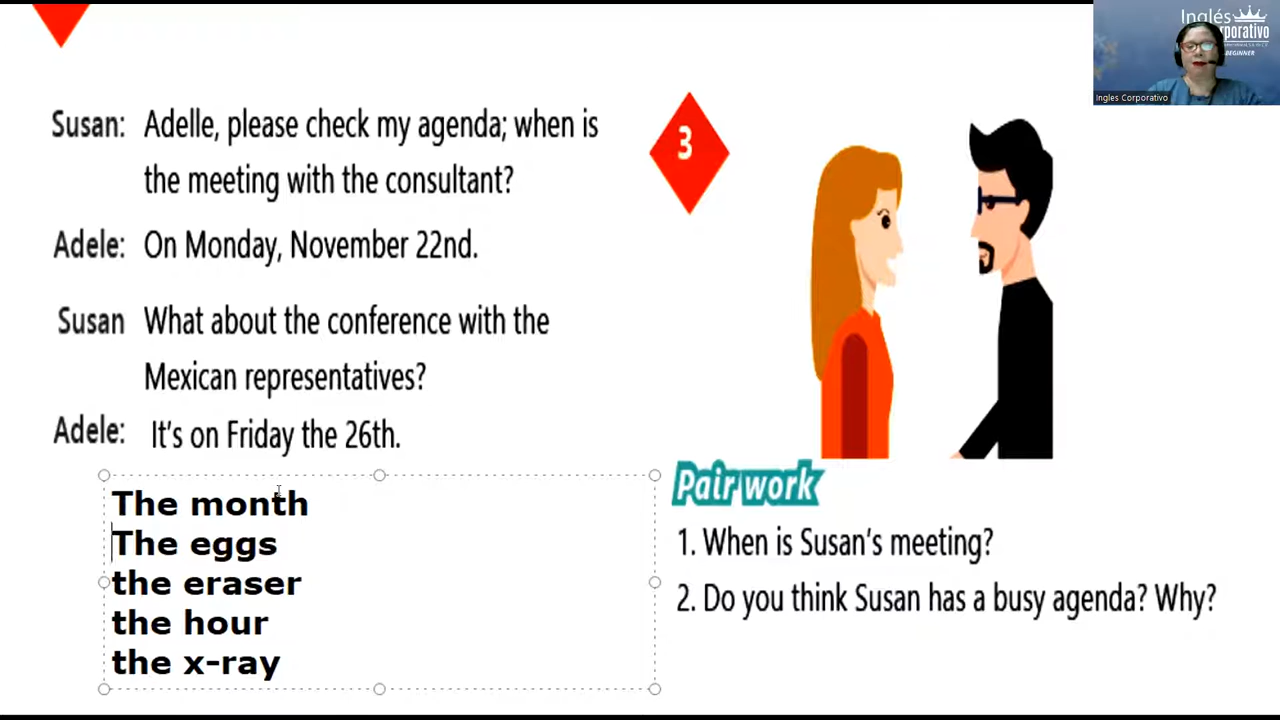 Susan: Adelle, please check my agenda; when is
the meeting with the consultant?
Adele: On Monday, November 22nd.
Susan What about the conference with the
Mexican representatives?
Adele: It's on Friday the 26th.
The month
The eggs
the eraser
the hour
the x-ray
3
Pair work
1. When is Susan's meeting?
2. Do you think Susan has a busy agenda? Why?
Inglés
BEGINNER
Ingles Corporativo